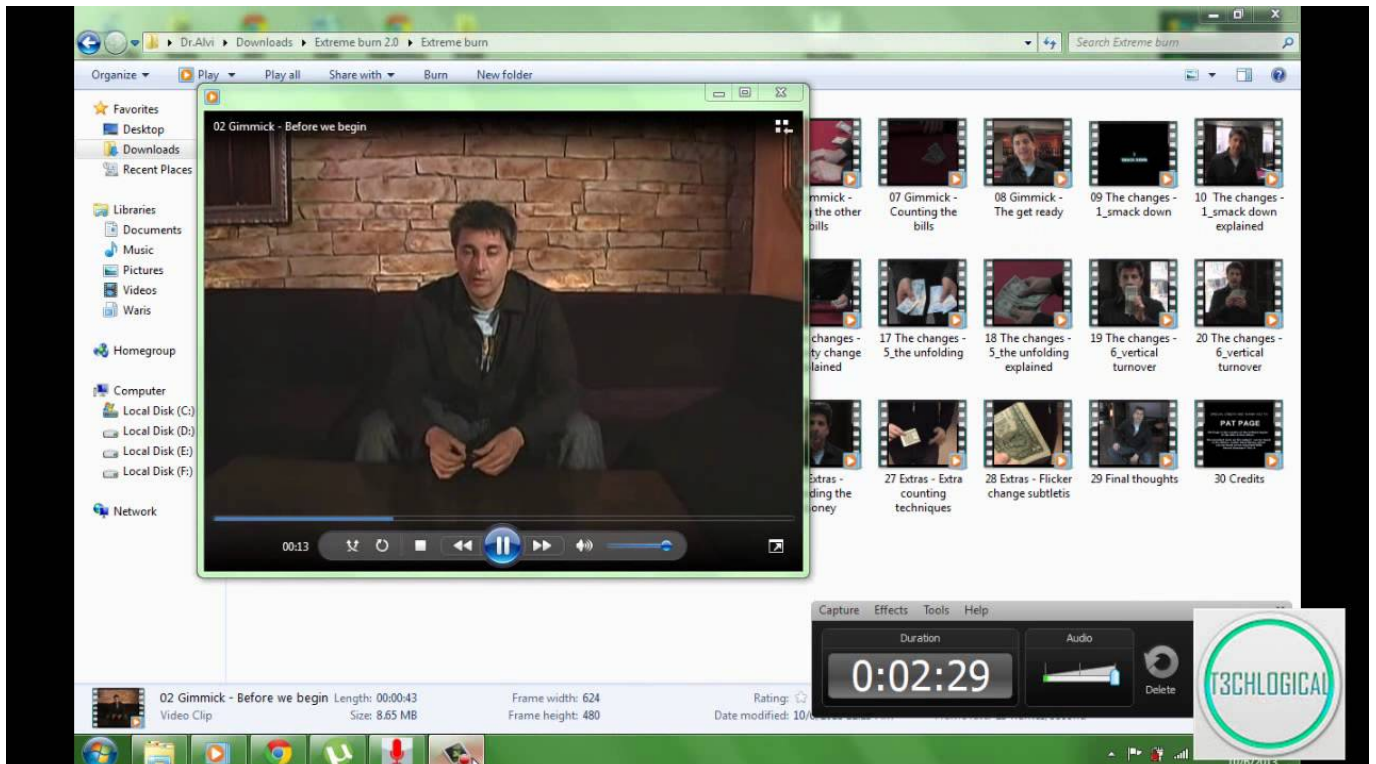 Dr.Alvi Downloads Extreme burn 2.0 Extreme burn
Search Extreme burn
Organize Play Play all Share with Burn New folder
Favorites
Desktop
Downloads
Recent Places
Libraries
Documents
Music
Pictures
Videos
Waris
Homegroup
Computer
Local Disk (C:)
Local Disk (D:)
Local Disk (E:)
Local Disk (F:)
Network
02 Gimmick - Before we begin
00:13
the other
07 Gimmick -
Counting the
bills
08 Gimmick -
The get ready
09 The changes -
1_smack down
10 The changes -
1_smack down
explained
changes -
change
17 The changes -
5_the unfolding
18 The changes -
5_the unfolding
explained
19 The changes -
6_vertical
turnover
20 The changes -
6_vertical
turnover
the
27 Extras - Extra
counting
techniques
28 Extras - Flicker
change subtletis
29 Final thoughts
PAT PAGE
30 Credits
Capture Effects Tools Help
Duration
0:02:29
Audio
Delete
T3CHLOGICAL
02 Gimmick - Before we begin Length: 00:00:43 Frame width: 624 Rating:
Video Clip Size: 8.65 MB Frame height: 480 Date modified: